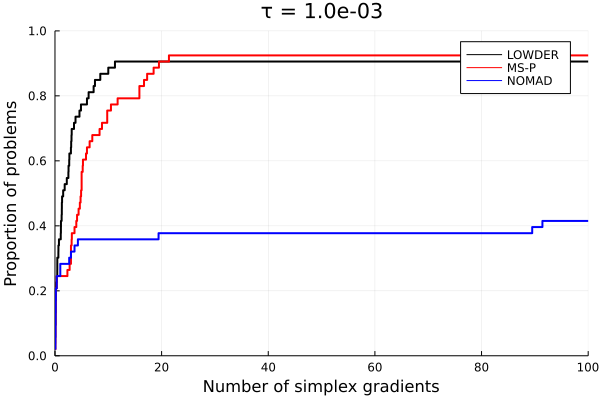 τ = 1.0e-03
1.0
0.8
0.6
0.4
0.2
0.0
Proportion of problems
LOWDER
MS-P
NOMAD
0 20 40 60 80 100
Number of simplex gradients